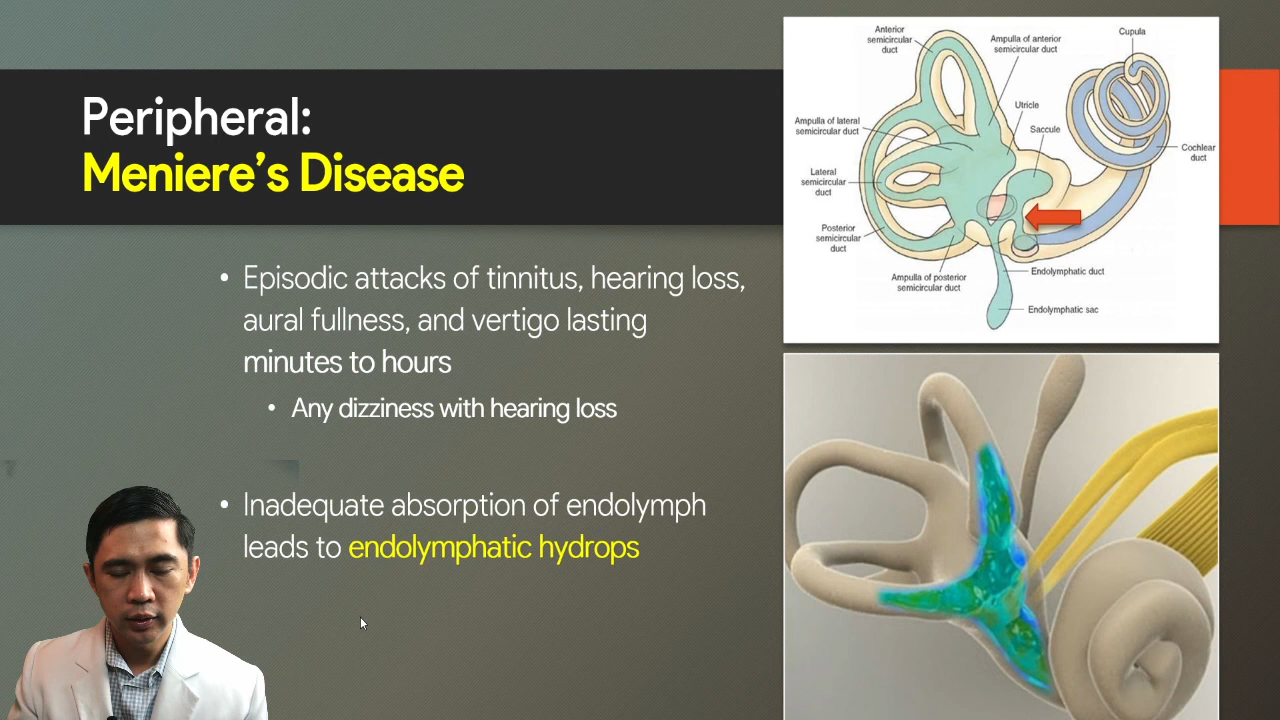 Peripheral:
Meniere's Disease
• Episodic attacks of tinnitus, hearing loss,
aural fullness, and vertigo lasting
minutes to hours
• Any dizziness with hearing loss
• Inadequate absorption of endolymph
leads to endolymphatic hydrops
Anterior
semicircular
duct
Ampulla of anterior
semicircular duct
Cupula
Utricle
Ampulla of lateral
semicircular duct
Saccule
Cochlear
duct
Lateral
semicircular
duct
Posterior
semicircular
duct
Ampulla of posterior
semicircular duct
Endolymphatic duct
Endolymphatic sac